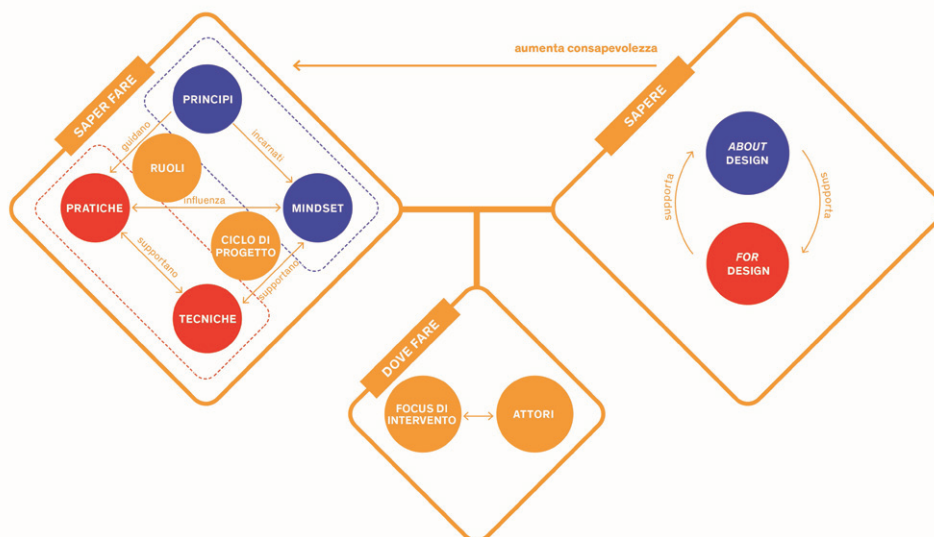 aumenta consapevolezza
SAPER FARE
PRINCIPI
guidano
incarnati
RUOLI
PRATICHE
influenza
MINDSET
CICLO DI
PROGETTO
supportano
supportano
TECNICHE
SAPERE
ABOUT
DESIGN
supporta
supporta
FOR
DESIGN
DOVE FARE
FOCUS DI
INTERVENTO
ATTORI